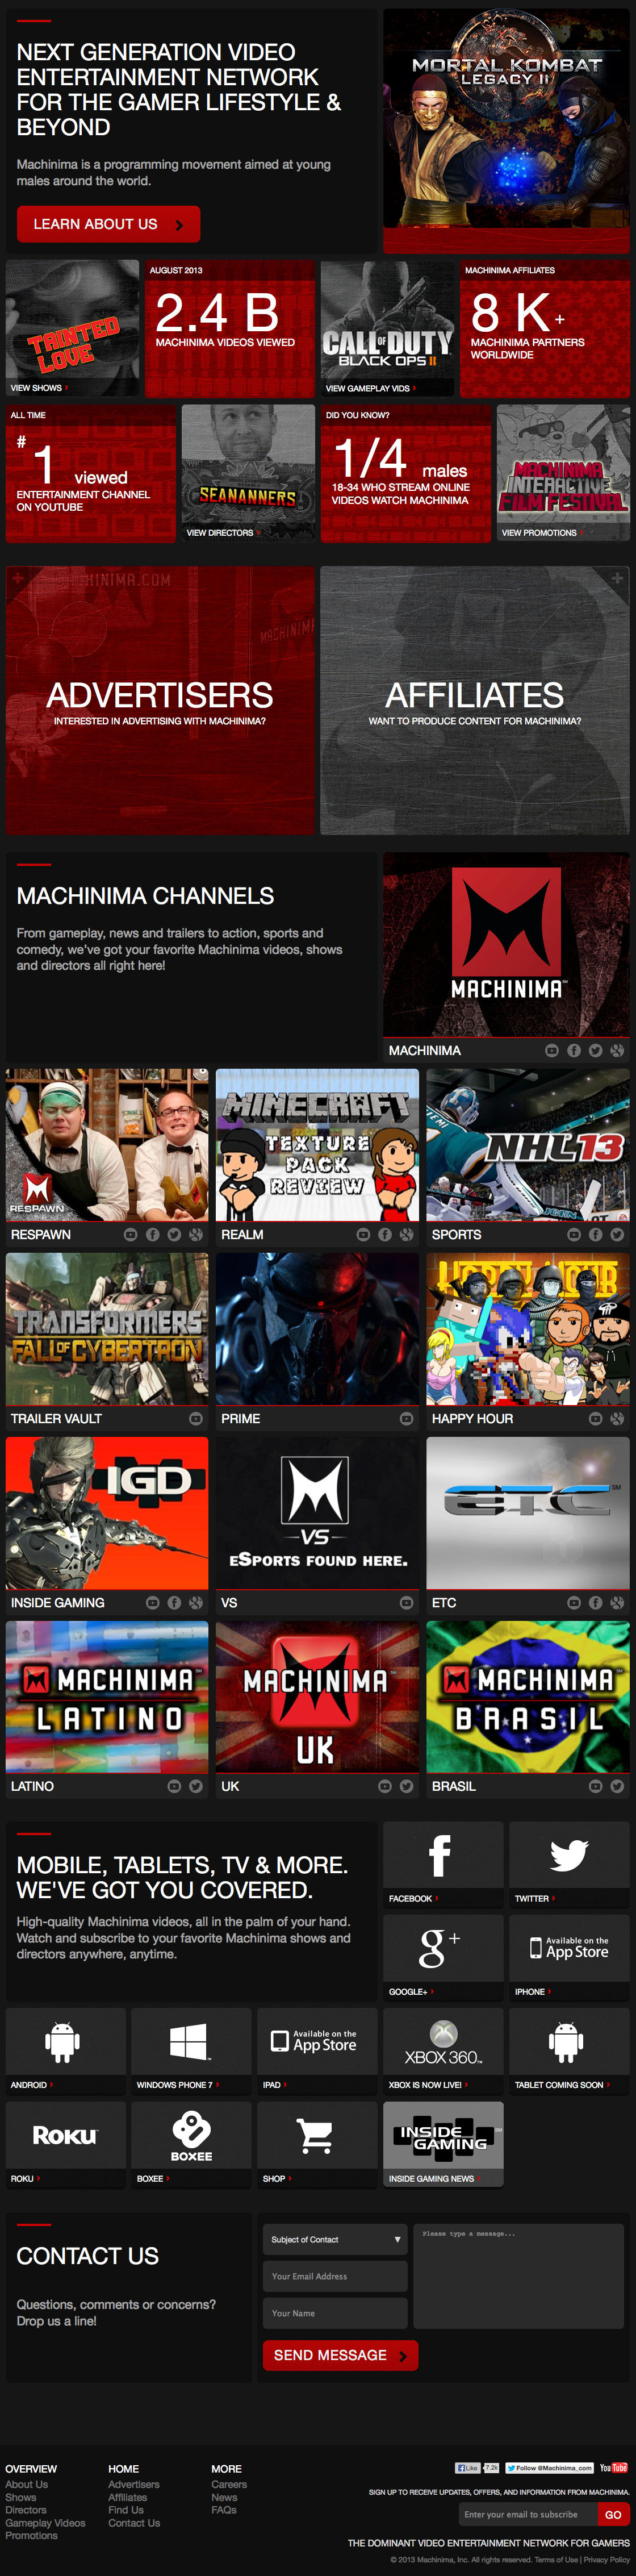 NEXT GENERATION VIDEO
ENTERTAINMENT NETWORK
FOR THE GAMER LIFESTYLE &
BEYOND
Machinima is a programming movement aimed at young
males around the world.
LEARN ABOUT US
MORTAL KOMBAT
LEGACY II
TAINTED
LOVE
VIEW SHOWS
AUGUST 2013
2.4 B
MACHINIMA VIDEOS VIEWED
CALL OF DUTY
BLACK OPS II
VIEW GAMEPLAY VIDS
MACHINIMA AFFILIATES
8 K+
MACHINIMA PARTNERS
WORLDWIDE
ALL TIME
#1 viewed
ENTERTAINMENT CHANNEL
ON YOUTUBE
SEANANNERS
VIEW DIRECTORS
DID YOU KNOW?
1/4 males
18-34 WHO STREAM ONLINE
VIDEOS WATCH MACHINIMA
MACHINIMA
INTERACTIVE
FILM FESTIVAL
VIEW PROMOTIONS
ADVERTISERS
INTERESTED IN ADVERTISING WITH MACHINIMA?
AFFILIATES
WANT TO PRODUCE CONTENT FOR MACHINIMA?
MACHINIMA CHANNELS
From gameplay, news and trailers to action, sports and
comedy, we've got your favorite Machinima videos, shows
and directors all right here!
MACHINIMA
MACHINIMA
RESPAWN
RESPAWN
MINECRAFT
TEXTURE
PACK
REVIEW
REALM
NHL13
SPORTS
TRANSFORMERS
FALL OF CYBERTRON
TRAILER VAULT
PRIME
HAPPY HOUR
HAPPY HOUR
IGD
INSIDE GAMING
VS
eSPORTS FOUND HERE.
VS
ETC
ETC
MACHINIMA
LATINO
LATINO
MACHINIMA
UK
UK
MACHINIMA
BRASIL
BRASIL
MOBILE, TABLETS, TV & MORE.
WE'VE GOT YOU COVERED.
High-quality Machinima videos, all in the palm of your hand.
Watch and subscribe to your favorite Machinima shows and
directors anywhere, anytime.
FACEBOOK
TWITTER
g+
GOOGLE+
Available on the
App Store
IPHONE
ANDROID
WINDOWS PHONE 7
Available on the
App Store
IPAD
XBOX 360
XBOX IS NOW LIVE!
TABLET COMING SOON
ROKU
ROKU
BOXEE
BOXEE
SHOP
INSIDE
GAMING
INSIDE GAMING NEWS
CONTACT US
Questions, comments or concerns?
Drop us a line!
Subject of Contact
Your Email Address
Your Name
Please type a message...
SEND MESSAGE
OVERVIEW
About Us
Shows
Directors
Gameplay Videos
Promotions
HOME
Advertisers
Affiliates
Find Us
Contact Us
MORE
Careers
News
FAQs
Like 7.2k
Follow @Machinima_com
YouTube
SIGN UP TO RECEIVE UPDATES, OFFERS, AND INFORMATION FROM MACHINIMA.
Enter your email to subscribe
GO
THE DOMINANT VIDEO ENTERTAINMENT NETWORK FOR GAMERS
© 2013 Machinima, Inc. All rights reserved. Terms of Use | Privacy Policy